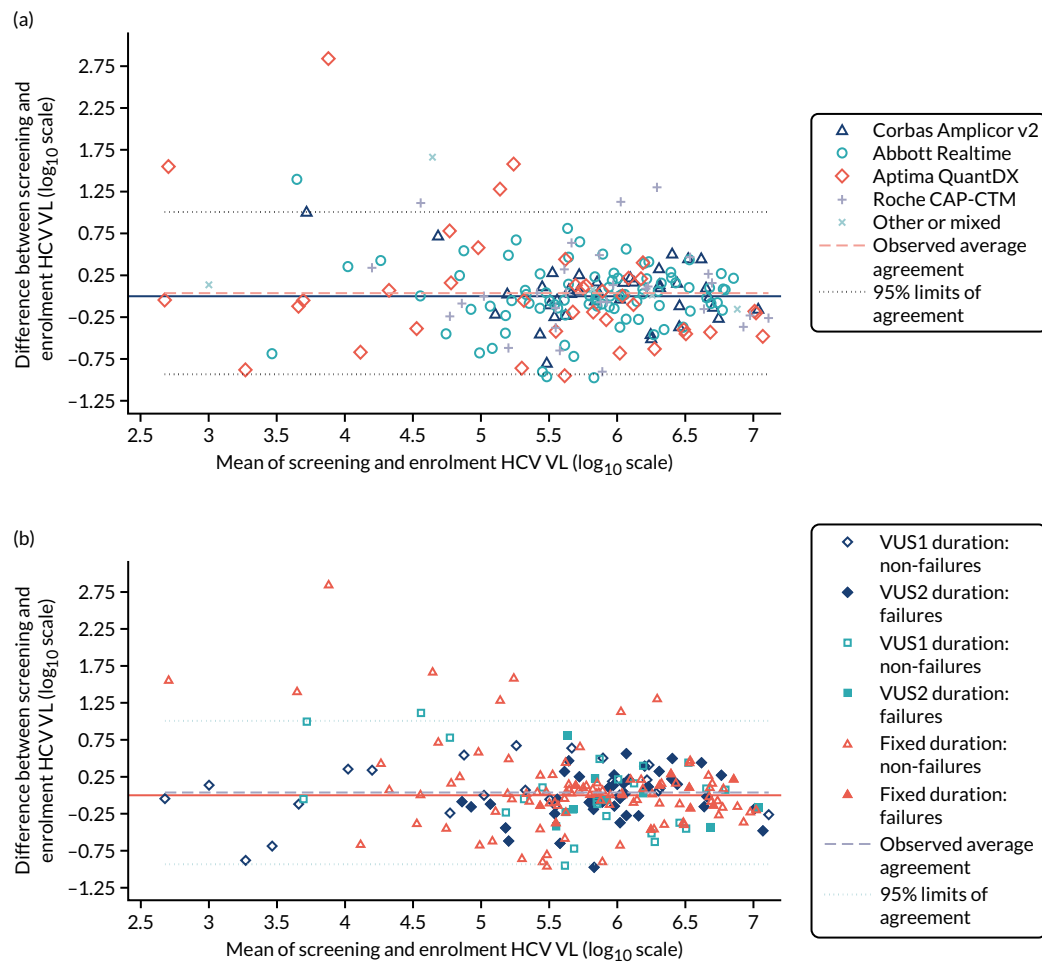 (a)
Difference between screening and
enrolment HCV VL (log10 scale)
2.75
2.25
1.75
1.25
0.75
0.25
−0.25
−0.75
−1.25
2.5 3 3.5 4 4.5 5 5.5 6 6.5 7
Mean of screening and enrolment HCV VL (log10 scale)
Corbas Amplicor v2
Abbott Realtime
Aptima QuantDX
Roche CAP-CTM
Other or mixed
Observed average
agreement
95% limits of
agreement
(b)
Difference between screening and
enrolment HCV VL (log10 scale)
2.75
2.25
1.75
1.25
0.75
0.25
−0.25
−0.75
−1.25
2.5 3 3.5 4 4.5 5 5.5 6 6.5 7
Mean of screening and enrolment HCV VL (log10 scale)
VUS1 duration:
non-failures
VUS2 duration:
failures
VUS1 duration:
non-failures
VUS2 duration:
failures
Fixed duration:
non-failures
Fixed duration:
failures
Observed average
agreement
95% limits of
agreement